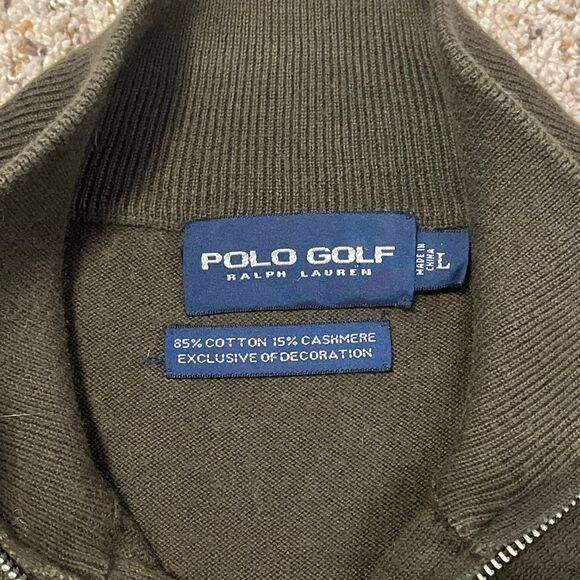 POLO GOLF
RALPH LAUREN
MADE IN
CHINA
L
85% COTTON 15% CASHMERE
EXCLUSIVE OF DECORATION